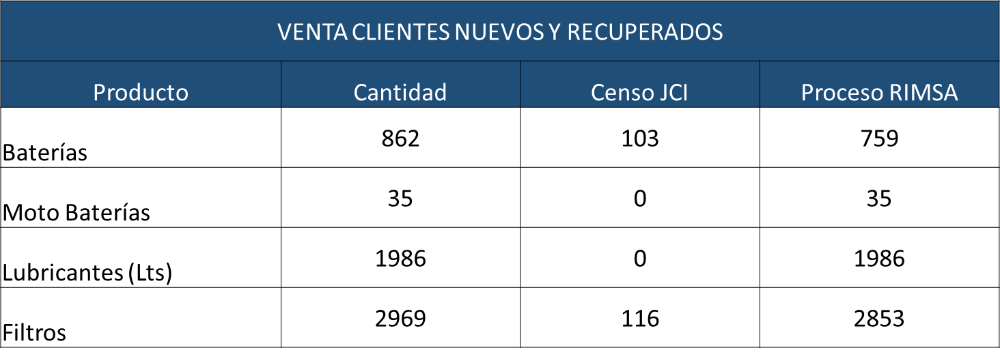 VENTA CLIENTES NUEVOS Y RECUPERADOS
Producto Cantidad Censo JCI Proceso RIMSA
Baterías 862 103 759
Moto Baterías 35 0 35
Lubricantes (Lts) 1986 0 1986
Filtros 2969 116 2853